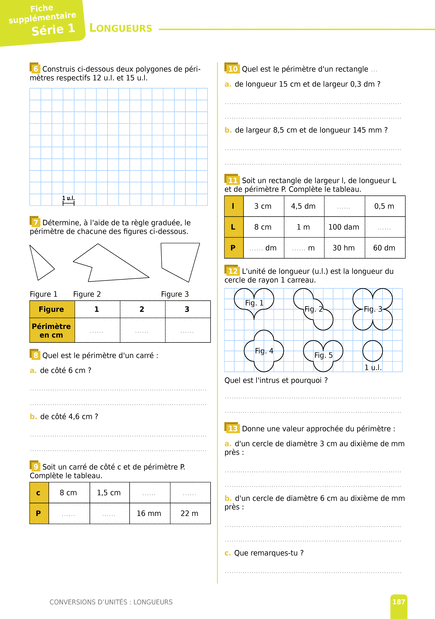 Fiche
supplémentaire
Série 1
LONGUEURS
6 Construis ci-dessous deux polygones de péri-
mètres respectifs 12 u.l. et 15 u.l.
1 u.l.
7 Détermine, à l'aide de ta règle graduée, le
périmètre de chacune des figures ci-dessous.
Figure 1 Figure 2 Figure 3
Figure 1 2 3
Périmètre
en cm ...... ...... ......
8 Quel est le périmètre d'un carré :
a. de côté 6 cm ?
b. de côté 4,6 cm ?
9 Soit un carré de côté c et de périmètre P.
Complète le tableau.
c 8 cm 1,5 cm ...... ......
P ...... ...... 16 mm 22 m
10 Quel est le périmètre d'un rectangle ...
a. de longueur 15 cm et de largeur 0,3 dm ?
b. de largeur 8,5 cm et de longueur 145 mm ?
11 Soit un rectangle de largeur l, de longueur L
et de périmètre P. Complète le tableau.
l 3 cm 4,5 dm ...... 0,5 m
L 8 cm 1 m 100 dam ......
P ...... dm ...... m 30 hm 60 dm
12 L'unité de longueur (u.l.) est la longueur du
cercle de rayon 1 carreau.
Fig. 1 Fig. 2 Fig. 3
Fig. 4 Fig. 5 1 u.l.
Quel est l'intrus et pourquoi ?
13 Donne une valeur approchée du périmètre :
a. d'un cercle de diamètre 3 cm au dixième de mm
près :
b. d'un cercle de diamètre 6 cm au dixième de mm
près :
c. Que remarques-tu ?
CONVERSIONS D'UNITÉS : LONGUEURS
187